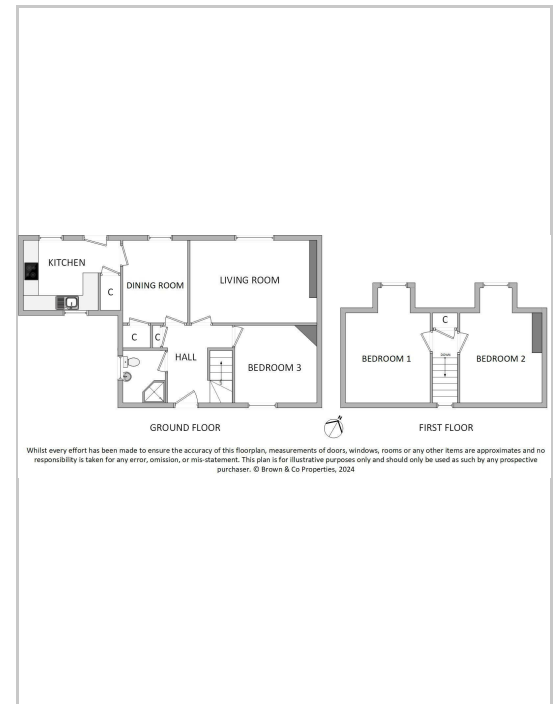 KITCHEN
C
DINING ROOM
LIVING ROOM
C
C
HALL
BEDROOM 3
GROUND FLOOR
C
BEDROOM 1
DOWN
BEDROOM 2
N
FIRST FLOOR
Whilst every effort has been made to ensure the accuracy of this floorplan, measurements of doors, windows, rooms or any other items are approximates and no
responsibility is taken for any error, omission, or mis-statement. This plan is for illustrative purposes only and should only be used as such by any prospective
purchaser. © Brown & Co Properties, 2024